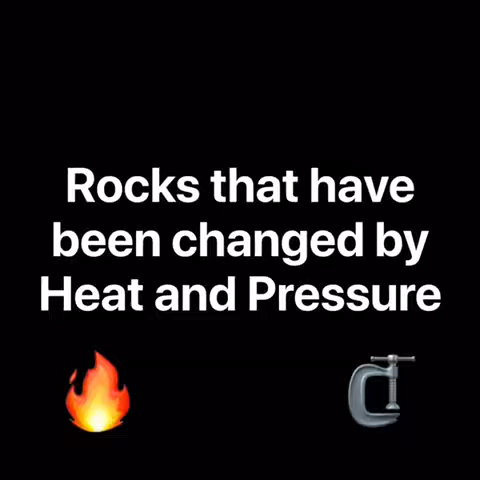 Rocks that have
been changed by
Heat and Pressure